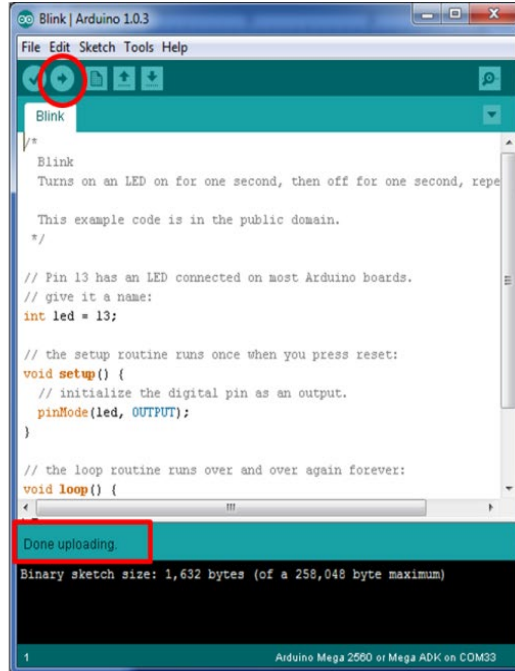 Blink | Arduino 1.0.3
File Edit Sketch Tools Help
Blink
/*
  Blink
  Turns on an LED on for one second, then off for one second, repe

  This example code is in the public domain.
 */

// Pin 13 has an LED connected on most Arduino boards.
// give it a name:
int led = 13;

// the setup routine runs once when you press reset:
void setup() {
  // initialize the digital pin as an output.
  pinMode(led, OUTPUT);
}

// the loop routine runs over and over again forever:
void loop() {
Done uploading.
Binary sketch size: 1,632 bytes (of a 258,048 byte maximum)
1 Arduino Mega 2560 or Mega ADK on COM33